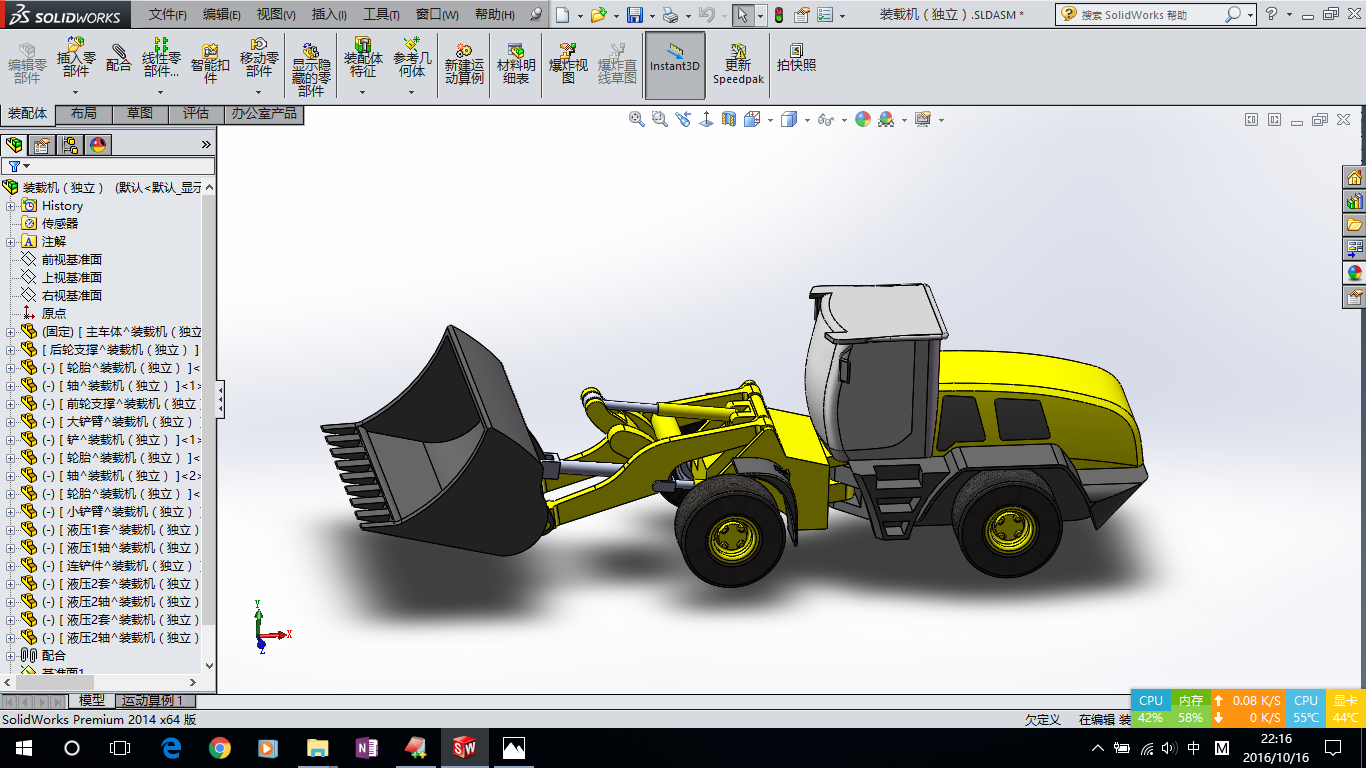 SOLIDWORKS
文件(F) 编辑(E) 视图(V) 插入(I) 工具(T) 窗口(W) 帮助(H)
装载机（独立）.SLDASM *
搜索 SolidWorks 帮助
编辑零部件
插入零部件
配合
线性零部件...
智能扣件
移动零部件
显示隐藏的零部件
装配体特征
参考几何体
新建运动算例
材料明细表
爆炸视图
爆炸直线草图
Instant3D
更新 Speedpak
拍快照
装配体 布局 草图 评估 办公室产品
装载机（独立） (默认<默认_显示
History
传感器
注解
前视基准面
上视基准面
右视基准面
原点
(固定) [ 主车体^装载机（独立
[ 后轮支撑^装载机（独立） ]
(-) [ 轮胎^装载机（独立） ]<
(-) [ 轴^装载机（独立） ]<1>
(-) [ 前轮支撑^装载机（独立
(-) [ 大铲臂^装载机（独立）
(-) [ 铲^装载机（独立） ]<1>
(-) [ 轮胎^装载机（独立） ]<
(-) [ 轴^装载机（独立） ]<2>
(-) [ 轮胎^装载机（独立） ]<
(-) [ 小铲臂^装载机（独立）
(-) [ 液压1套^装载机（独立）
(-) [ 液压1轴^装载机（独立）
(-) [ 连铲件^装载机（独立）
(-) [ 液压2套^装载机（独立）
(-) [ 液压2轴^装载机（独立）
(-) [ 液压2套^装载机（独立）
(-) [ 液压2轴^装载机（独立）
配合
基准面1
Y
X
Z
模型 运动算例 1
SolidWorks Premium 2014 x64 版
欠定义 在编辑 装
CPU 内存 0.08 K/S CPU 显卡
42% 58% 0 K/S 55℃ 44℃
中 M
22:16
2016/10/16